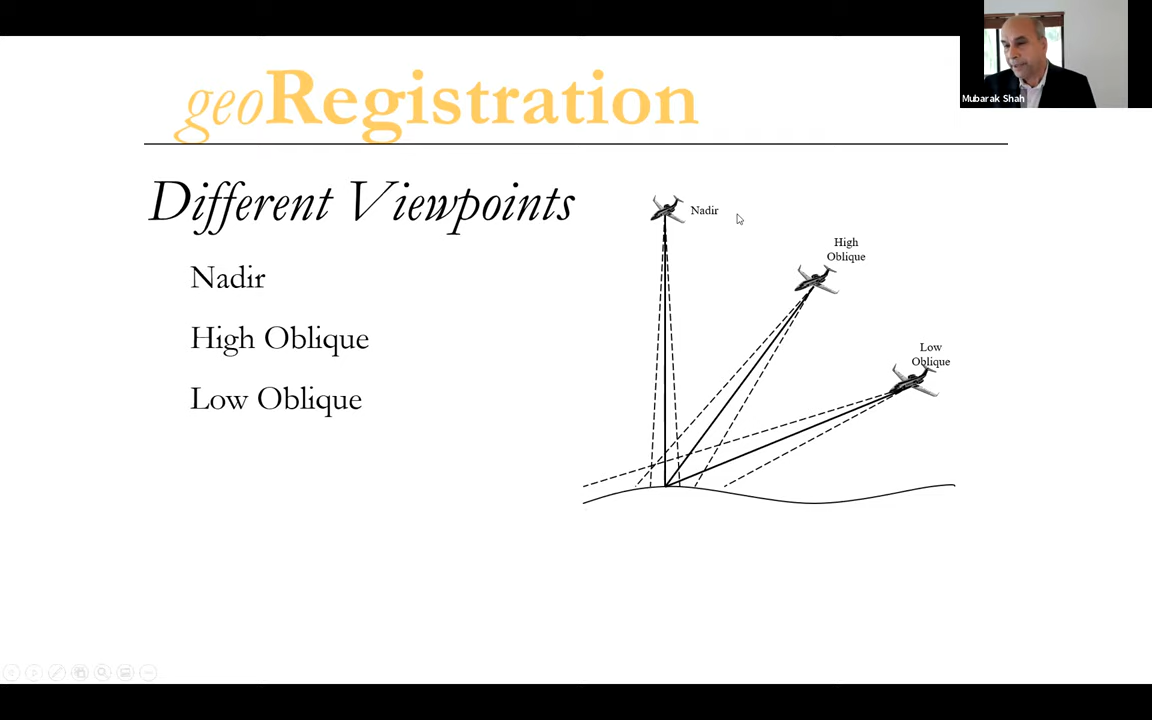 geoRegistration
Mubarak Shah
Different Viewpoints
Nadir
High Oblique
Low Oblique
Nadir
High
Oblique
Low
Oblique